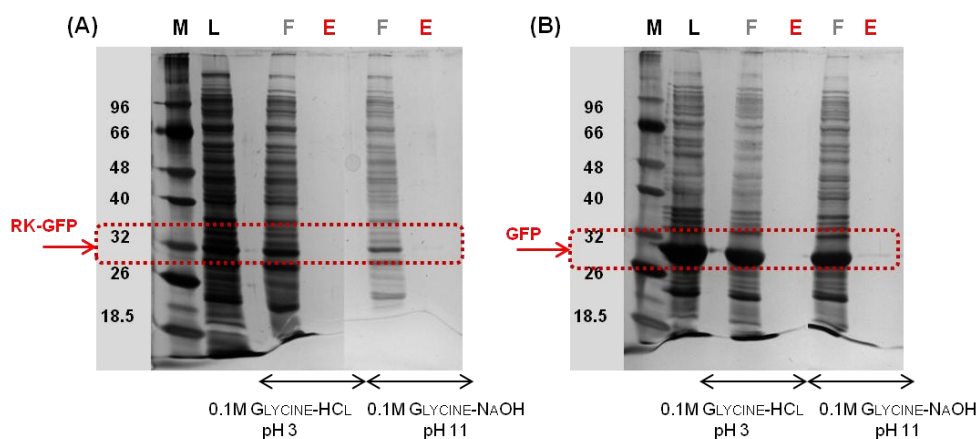 (A)
M L F E F E
96
66
48
40
RK-GFP
32
26
18.5
0.1M GLYCINE-HCL
pH 3
0.1M GLYCINE-NAOH
pH 11
(B)
M L F E F E
96
66
48
40
GFP
32
26
18.5
0.1M GLYCINE-HCL
pH 3
0.1M GLYCINE-NAOH
pH 11